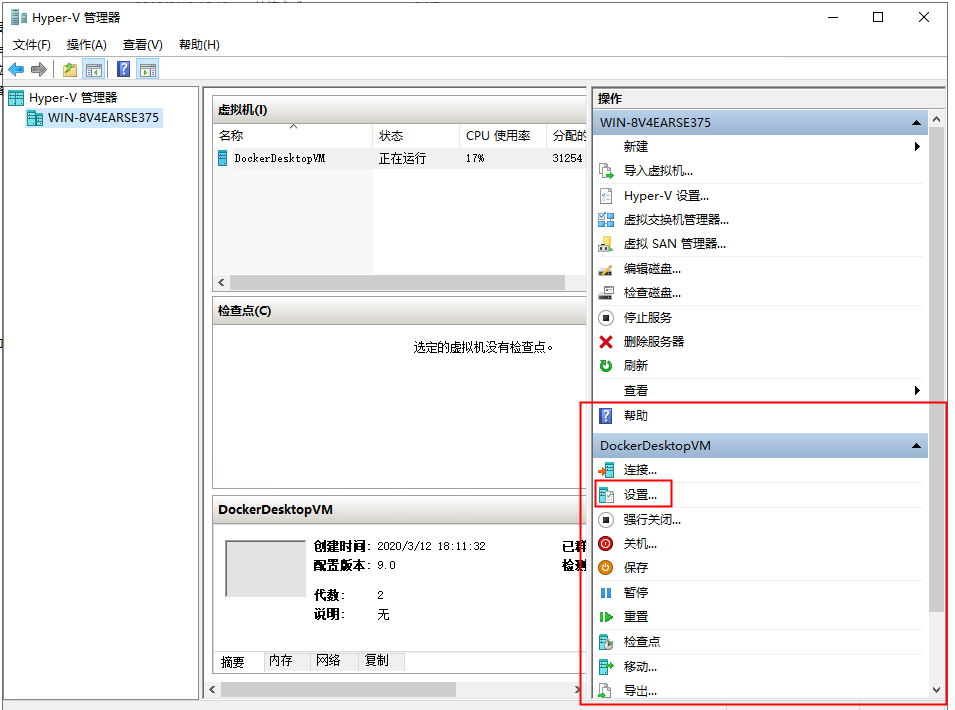 Hyper-V 管理器
文件(F) 操作(A) 查看(V) 帮助(H)
Hyper-V 管理器
WIN-8V4EARSE375
虚拟机(I)
名称 状态 CPU 使用率 分配的
DockerDesktopVM 正在运行 17% 31254
检查点(C)
选定的虚拟机没有检查点。
DockerDesktopVM
创建时间: 2020/3/12 18:11:32 已群
配置版本: 9.0 检测
代数: 2
说明: 无
摘要 内存 网络 复制
操作
WIN-8V4EARSE375
新建
导入虚拟机...
Hyper-V 设置...
虚拟交换机管理器...
虚拟 SAN 管理器...
编辑磁盘...
检查磁盘...
停止服务
删除服务器
刷新
查看
帮助
DockerDesktopVM
连接...
设置...
强行关闭...
关机...
保存
暂停
重置
检查点
移动...
导出...